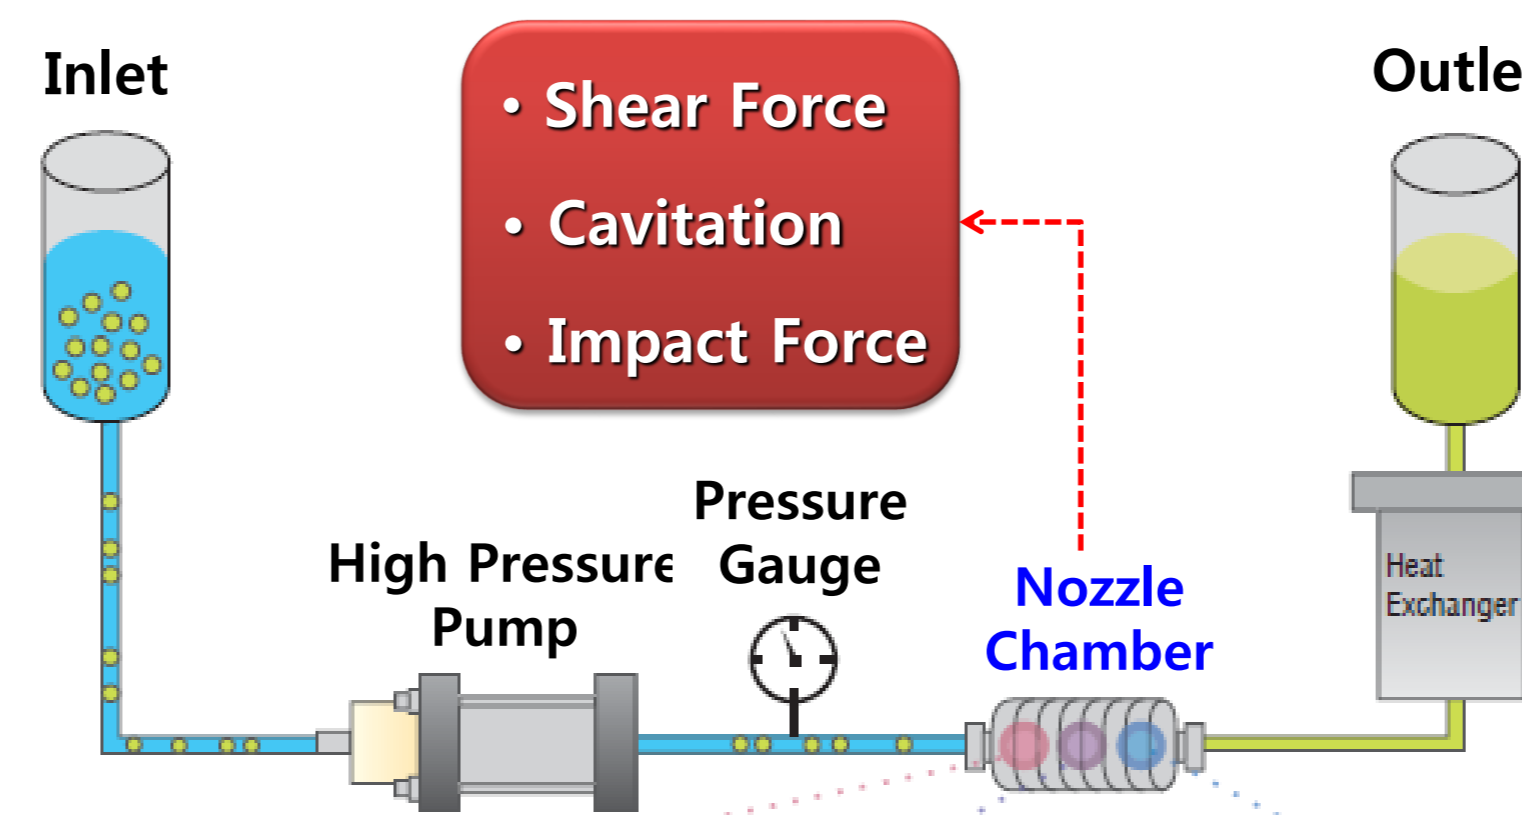 Inlet
• Shear Force
• Cavitation
• Impact Force
Outle
Pressure
Gauge
High Pressure
Pump
Nozzle
Chamber
Heat
Exchanger